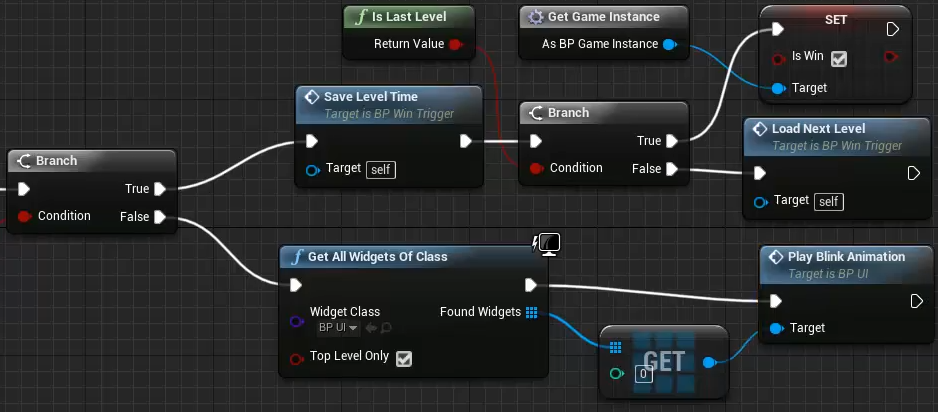 Is Last Level
Return Value
Get Game Instance
As BP Game Instance
SET
Is Win
Target
Save Level Time
Target is BP Win Trigger
Target self
Branch
True
Condition
False
Load Next Level
Target is BP Win Trigger
Target self
Branch
True
Condition
False
Get All Widgets Of Class
Widget Class
BP UI
Found Widgets
Top Level Only
GET
0
Play Blink Animation
Target is BP UI
Target